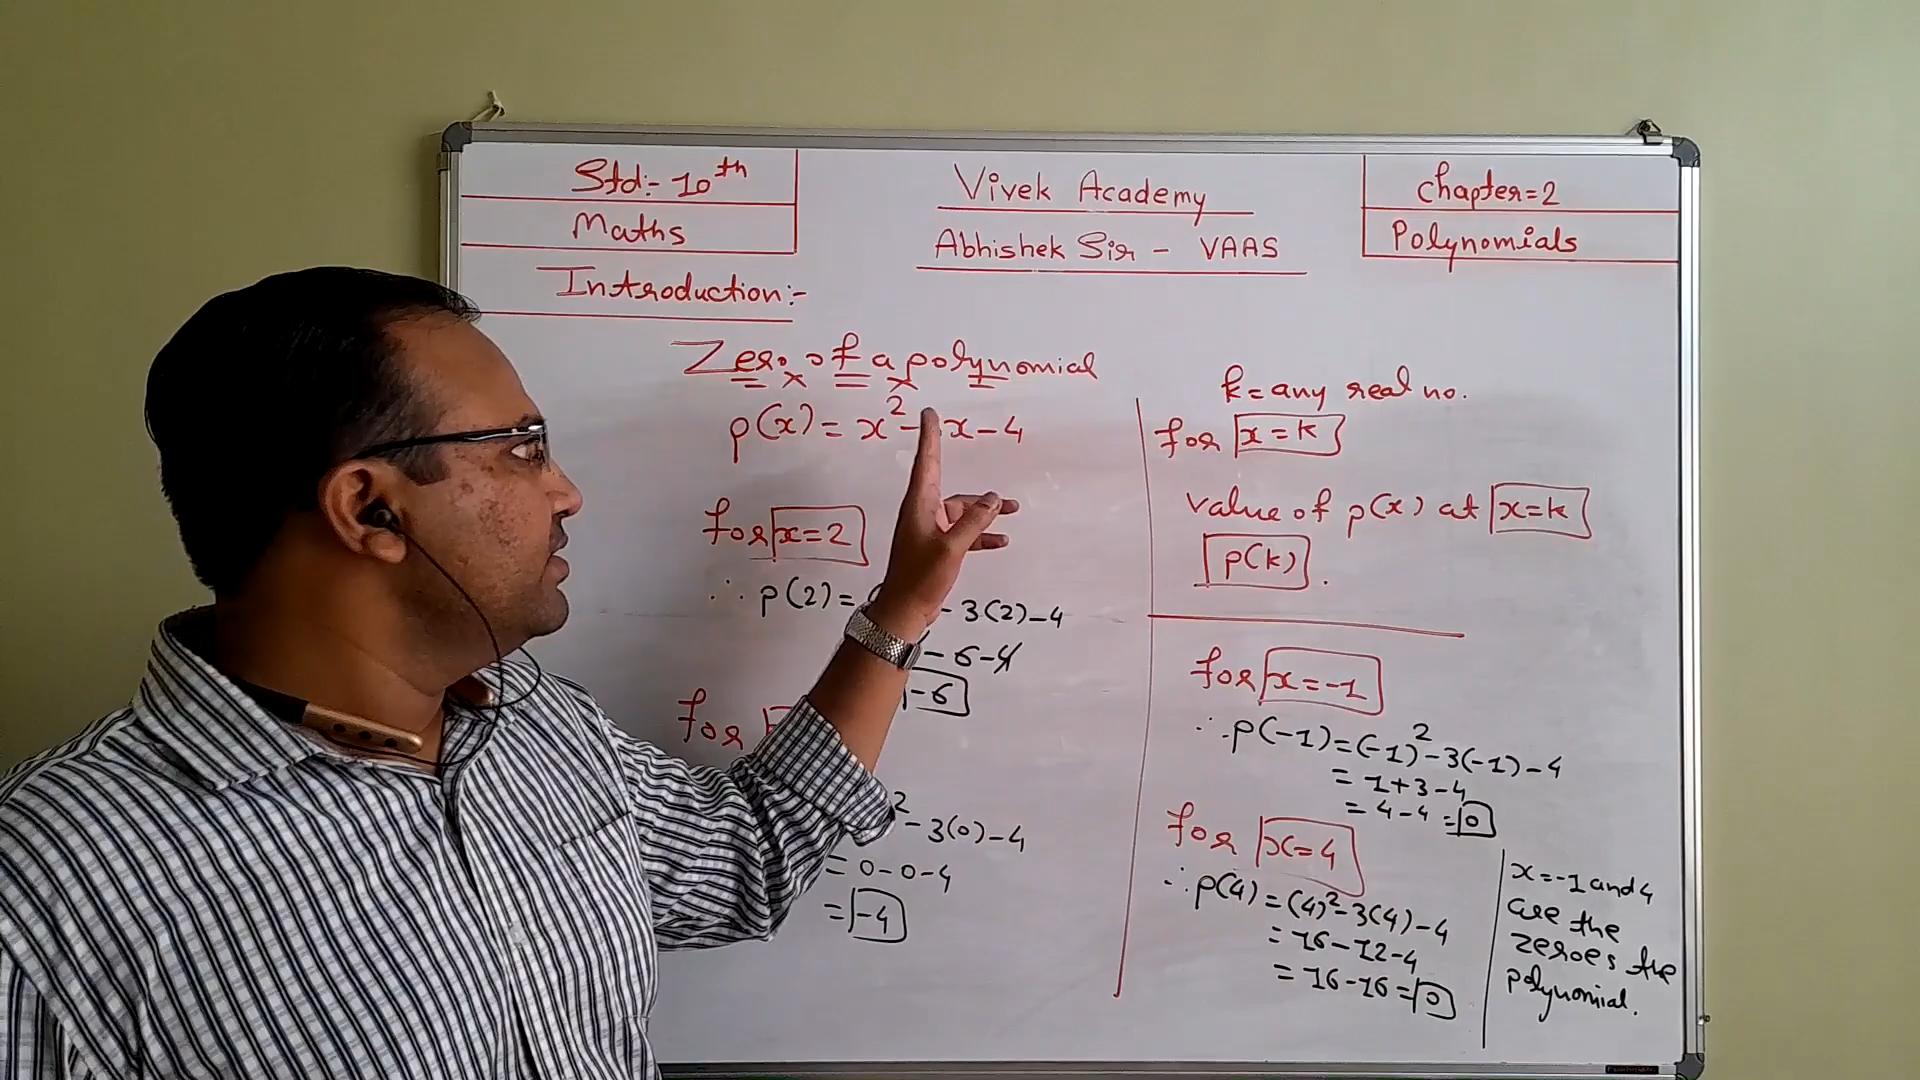 Std:- 10th
Maths
Introduction:-
Vivek Academy
Abhishek Sir - VAAS
Chapter=2
Polynomials
Zero of a polynomial
p(x) = x² - x - 4
for x=2
∴ p(2) = - 3(2) - 4
- 6 - 4
-6
for
² - 3(0) - 4
= 0 - 0 - 4
= -4
k = any real no.
for x = k
value of p(x) at x=k
p(k).
for x = -1
∴ p(-1) = (-1)² - 3(-1) - 4
= 1 + 3 - 4
= 4 - 4 = 0
for x=4
∴ p(4) = (4)² - 3(4) - 4
= 16 - 12 - 4
= 16 - 16 = 0
x = -1 and 4
are the
zeroes the
polynomial.